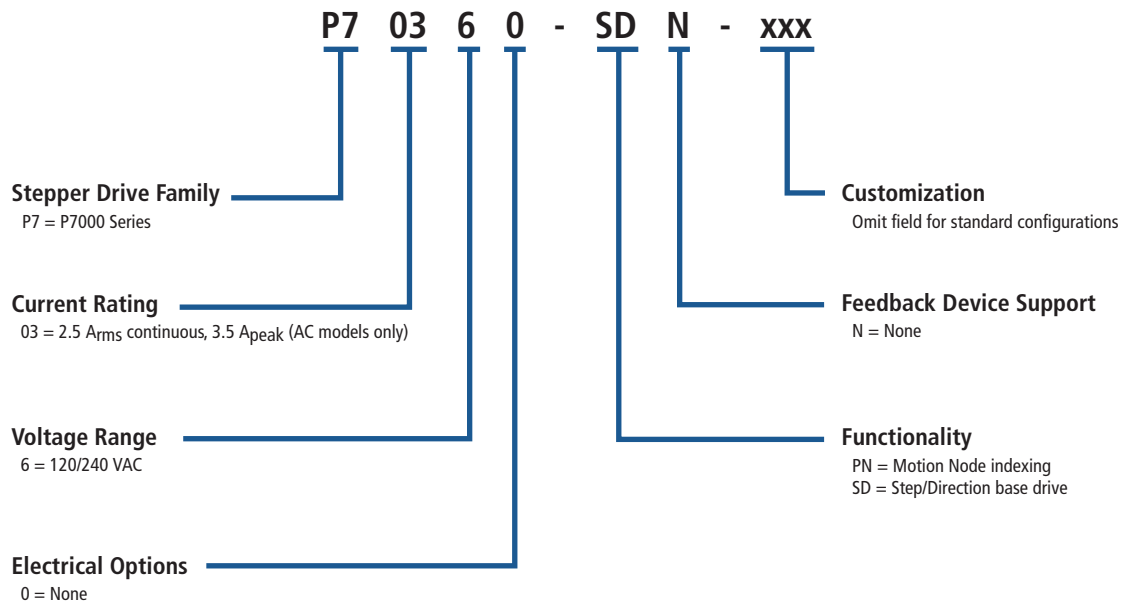 P7 03 6 0 - SD N - xxx
Stepper Drive Family
P7 = P7000 Series
Current Rating
03 = 2.5 Arms continuous, 3.5 Apeak (AC models only)
Voltage Range
6 = 120/240 VAC
Electrical Options
0 = None
Customization
Omit field for standard configurations
Feedback Device Support
N = None
Functionality
PN = Motion Node indexing
SD = Step/Direction base drive